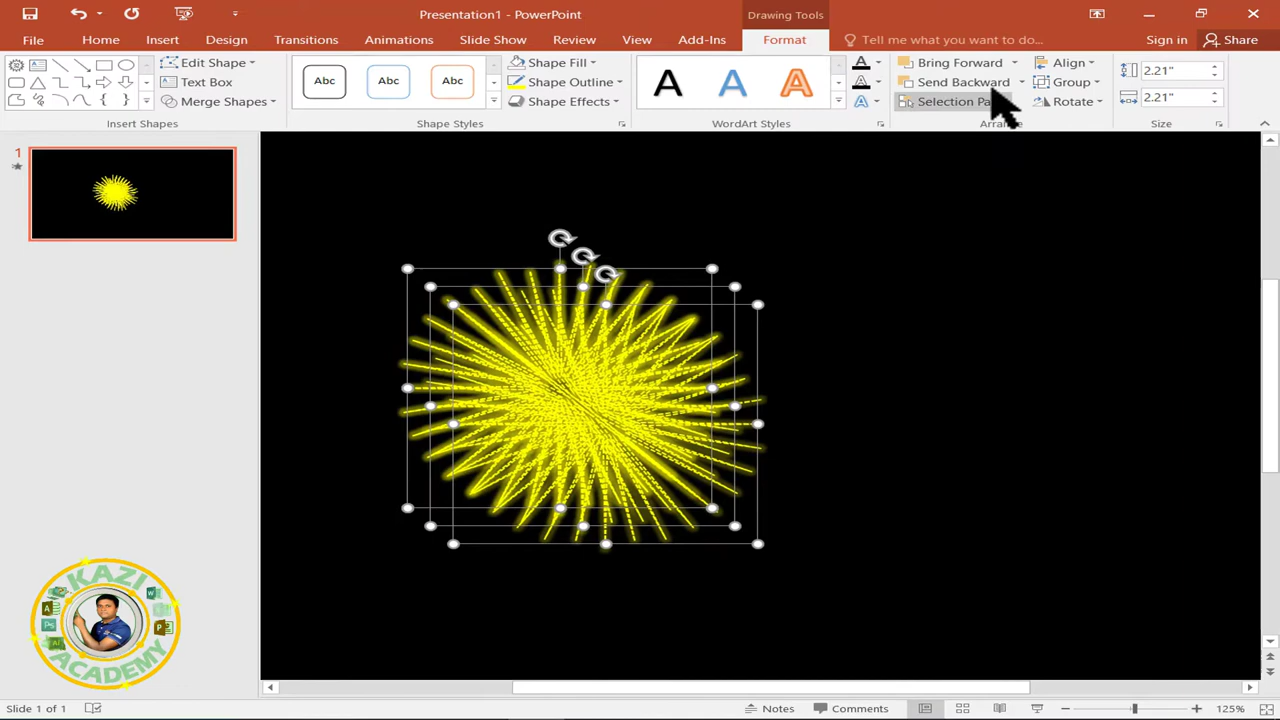 Presentation1 - PowerPoint
Drawing Tools
File
Home
Insert
Design
Transitions
Animations
Slide Show
Review
View
Add-Ins
Format
Tell me what you want to do...
Sign in
Share
Edit Shape
Text Box
Merge Shapes
Insert Shapes
Abc
Abc
Abc
Shape Fill
Shape Outline
Shape Effects
Shape Styles
A
A
A
WordArt Styles
Bring Forward
Send Backward
Selection Pa
Align
Group
Rotate
Arrange
2.21"
2.21"
Size
1
KAZI
ACADEMY
Slide 1 of 1
Notes
Comments
125%